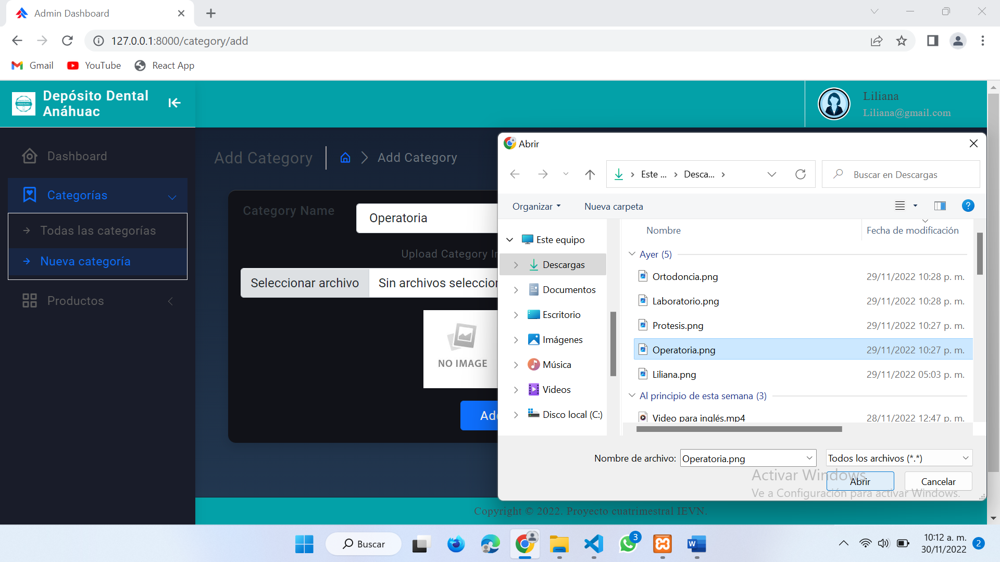 Admin Dashboard
127.0.0.1:8000/category/add
Gmail
YouTube
React App
Depósito Dental
Anáhuac
Liliana
Liliana@gmail.com
Dashboard
Categorías
Todas las categorías
Nueva categoría
Productos
Add Category
Add Category
Category Name
Operatoria
Upload Category I
Seleccionar archivo
Sin archivos seleccion
NO IMAGE
Add
Abrir
Este ...
Desca...
Buscar en Descargas
Organizar
Nueva carpeta
?
Este equipo
Descargas
Documentos
Escritorio
Imágenes
Música
Videos
Disco local (C:)
Nombre
Fecha de modificación
Ayer (5)
Ortodoncia.png 29/11/2022 10:28 p. m.
Laboratorio.png 29/11/2022 10:28 p. m.
Protesis.png 29/11/2022 10:27 p. m.
Operatoria.png 29/11/2022 10:27 p. m.
Liliana.png 29/11/2022 05:03 p. m.
Al principio de esta semana (3)
Video para inglés.mp4 28/11/2022 12:47 p. m.
Nombre de archivo: Operatoria.png
Todos los archivos (*.*)
Abrir
Cancelar
Activar Windows
Ve a Configuración para activar Windows.
Copyright © 2022. Proyecto cuatrimestral IEVN.
Buscar
3
W
10:12 a. m.
30/11/2022
2